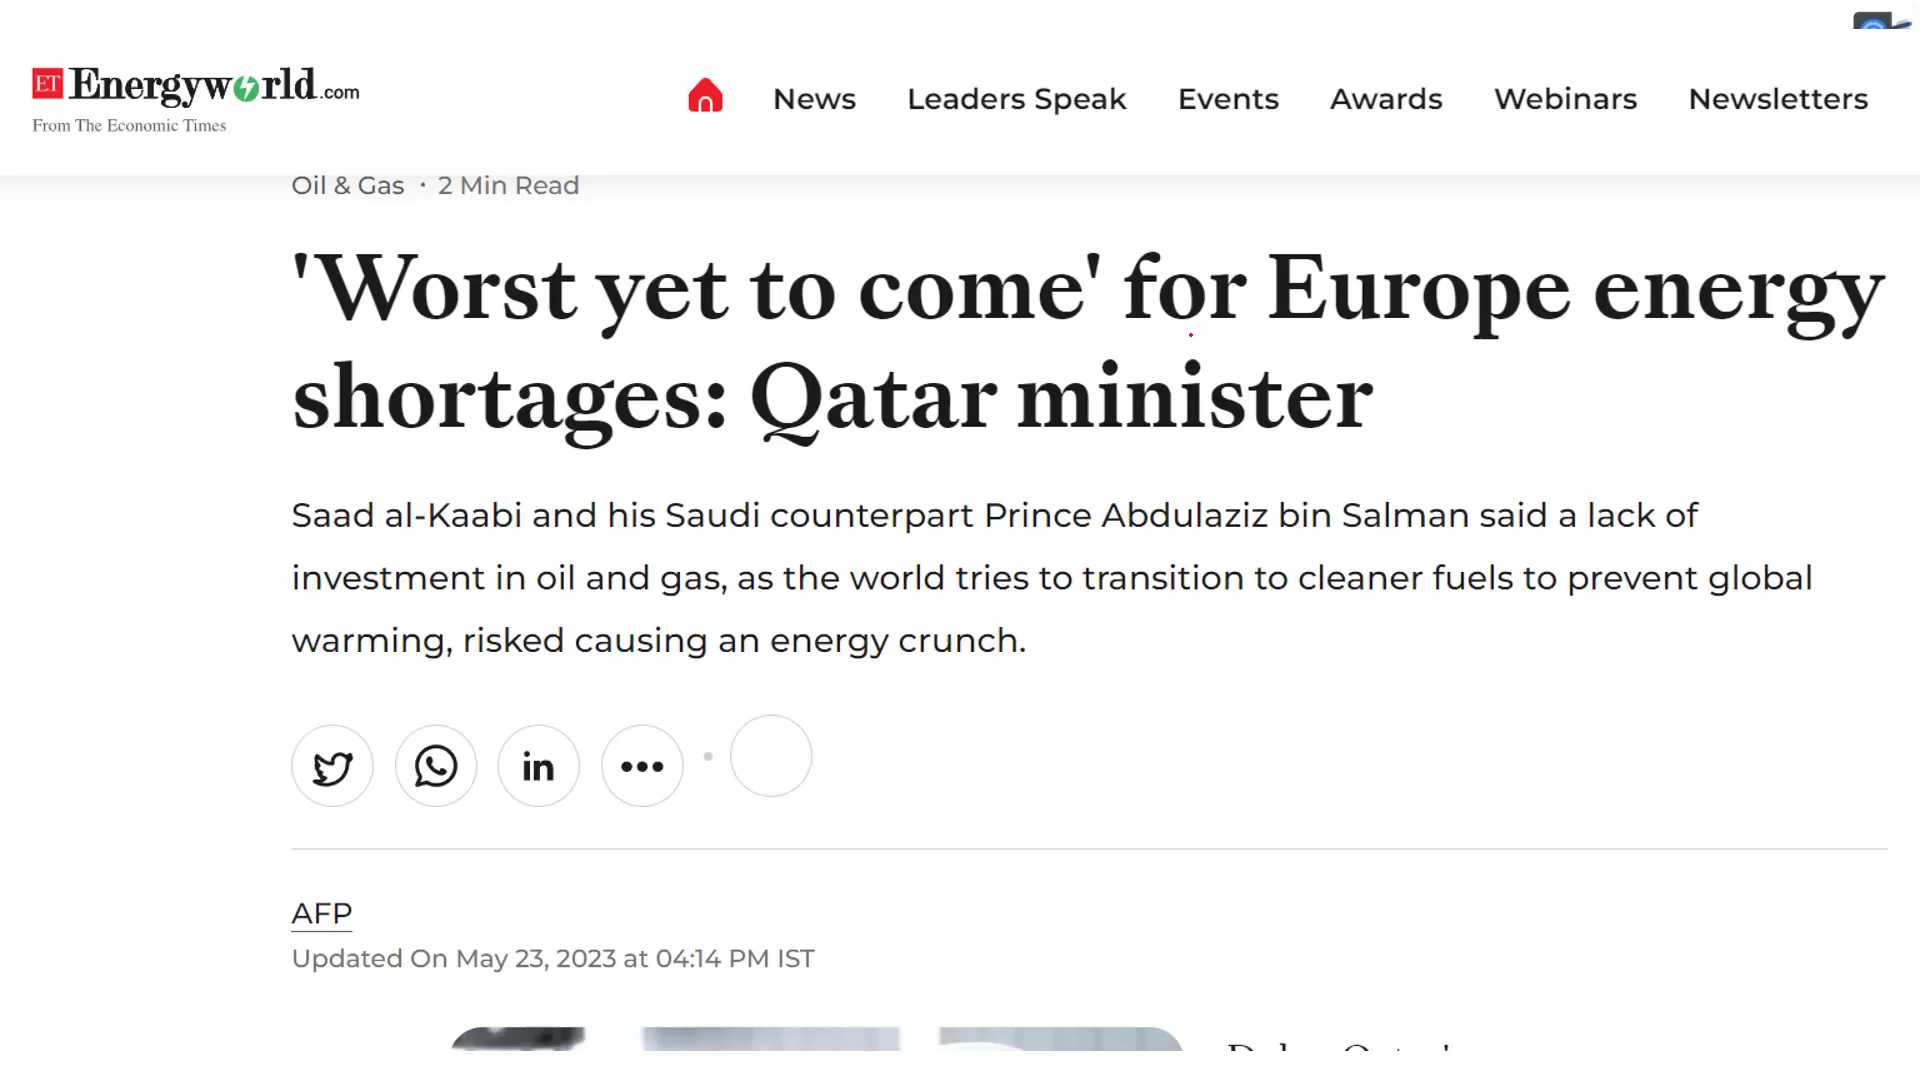 ET Energyworld.com
From The Economic Times
News Leaders Speak Events Awards Webinars Newsletters
Oil & Gas · 2 Min Read
'Worst yet to come' for Europe energy
shortages: Qatar minister
Saad al-Kaabi and his Saudi counterpart Prince Abdulaziz bin Salman said a lack of
investment in oil and gas, as the world tries to transition to cleaner fuels to prevent global
warming, risked causing an energy crunch.
in
AFP
Updated On May 23, 2023 at 04:14 PM IST